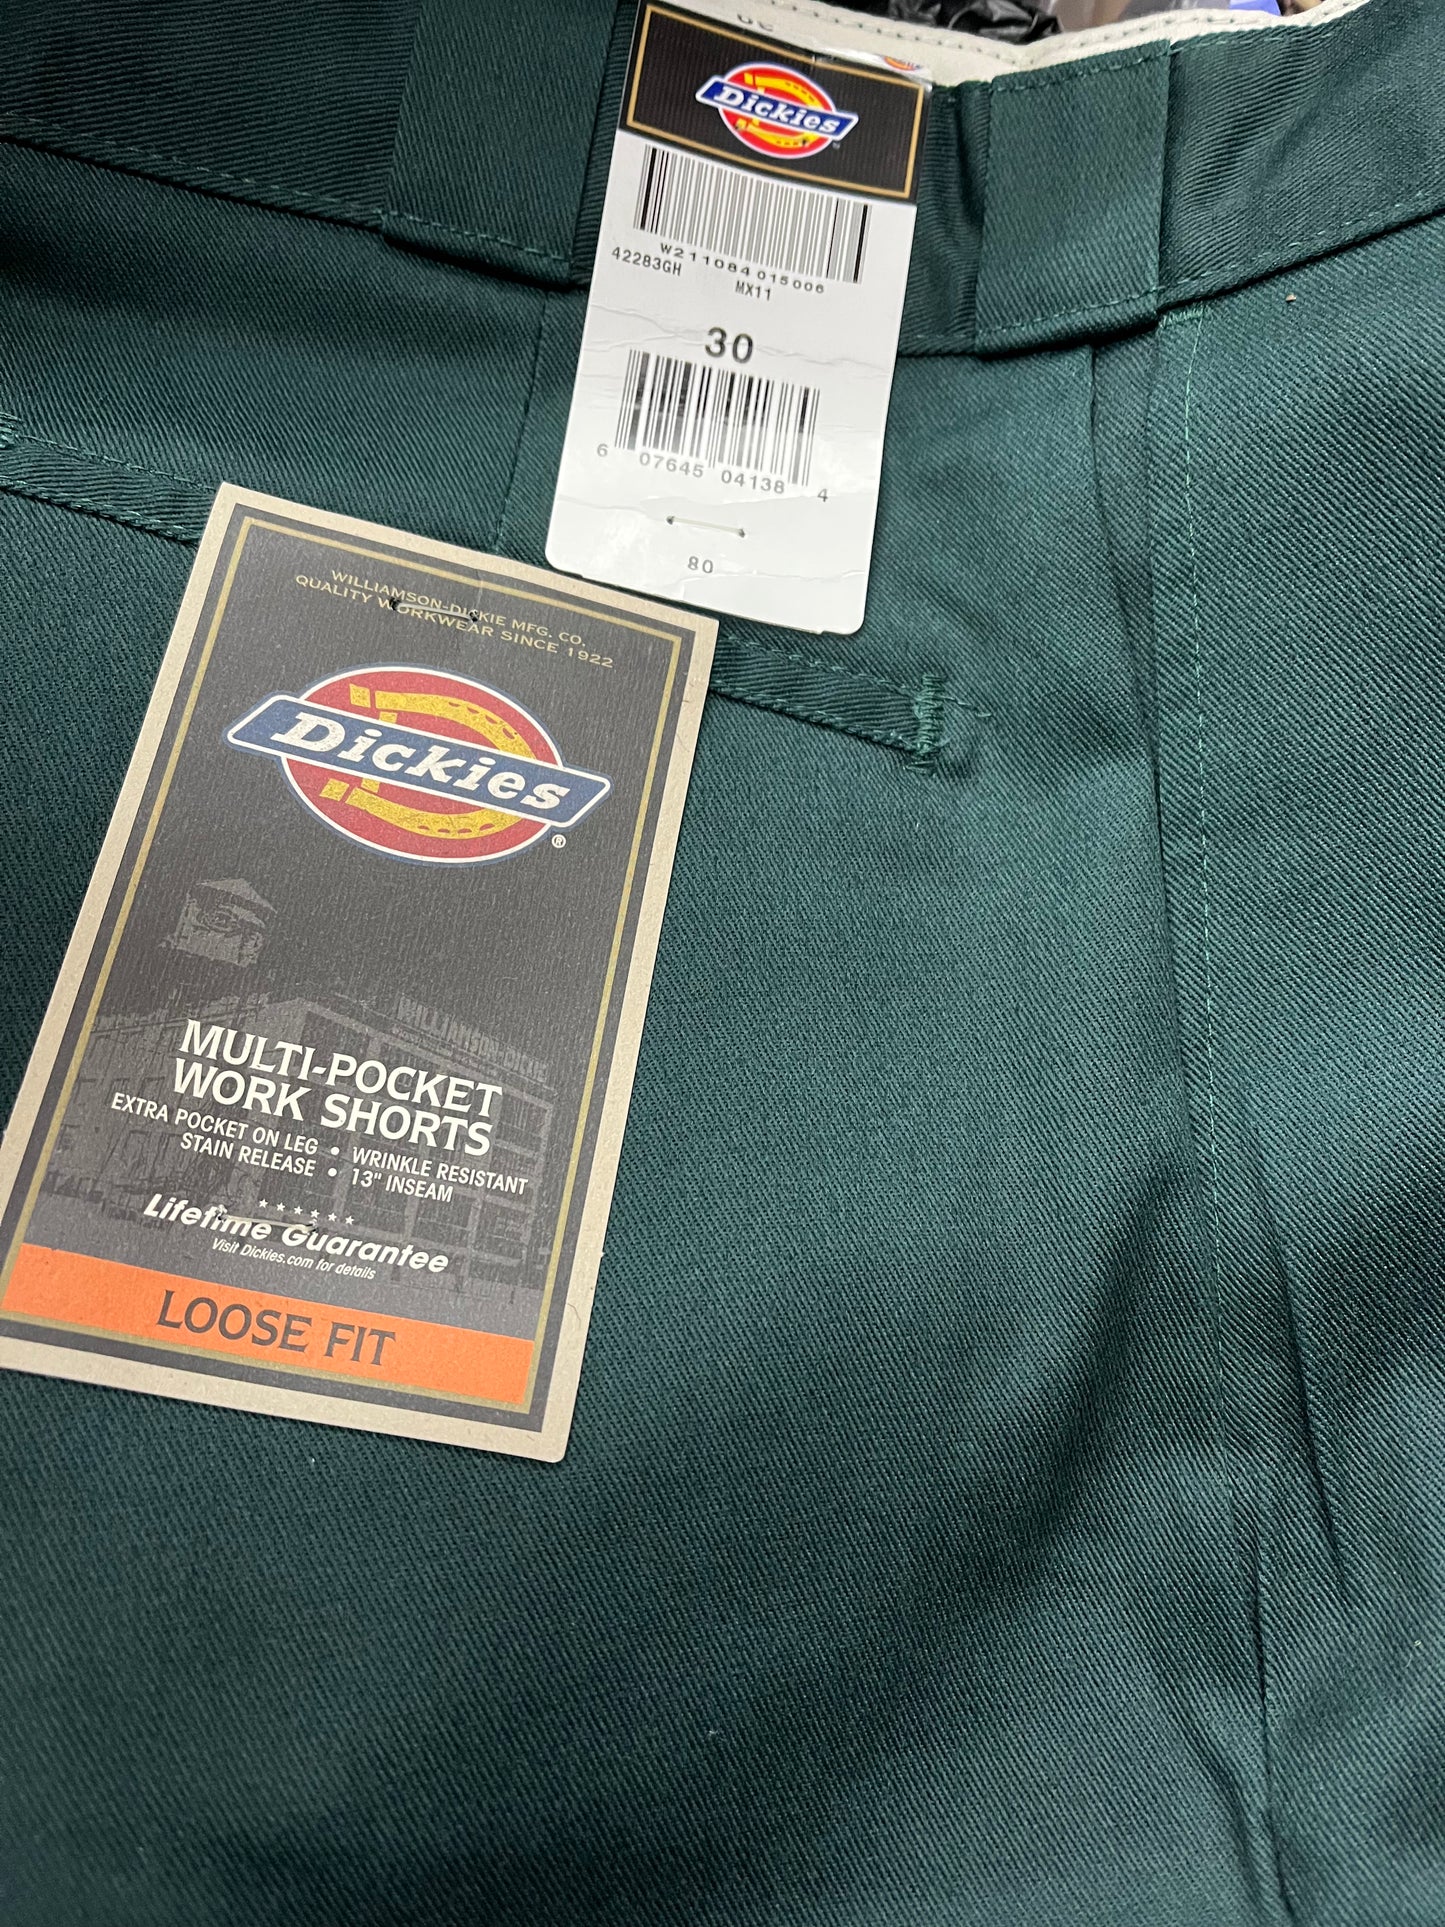 Dickies
W211084015006
42283GH
MX11
30
6 07645 04138 4
80
WILLIAMSON-DICKIE MFG. CO.
QUALITY WORKWEAR SINCE 1922
Dickies®
WILLIAMSON-DICKIE
MULTI-POCKET
WORK SHORTS
EXTRA POCKET ON LEG • WRINKLE RESISTANT
STAIN RELEASE • 13" INSEAM
Lifetime Guarantee
Visit Dickies.com for details
LOOSE FIT